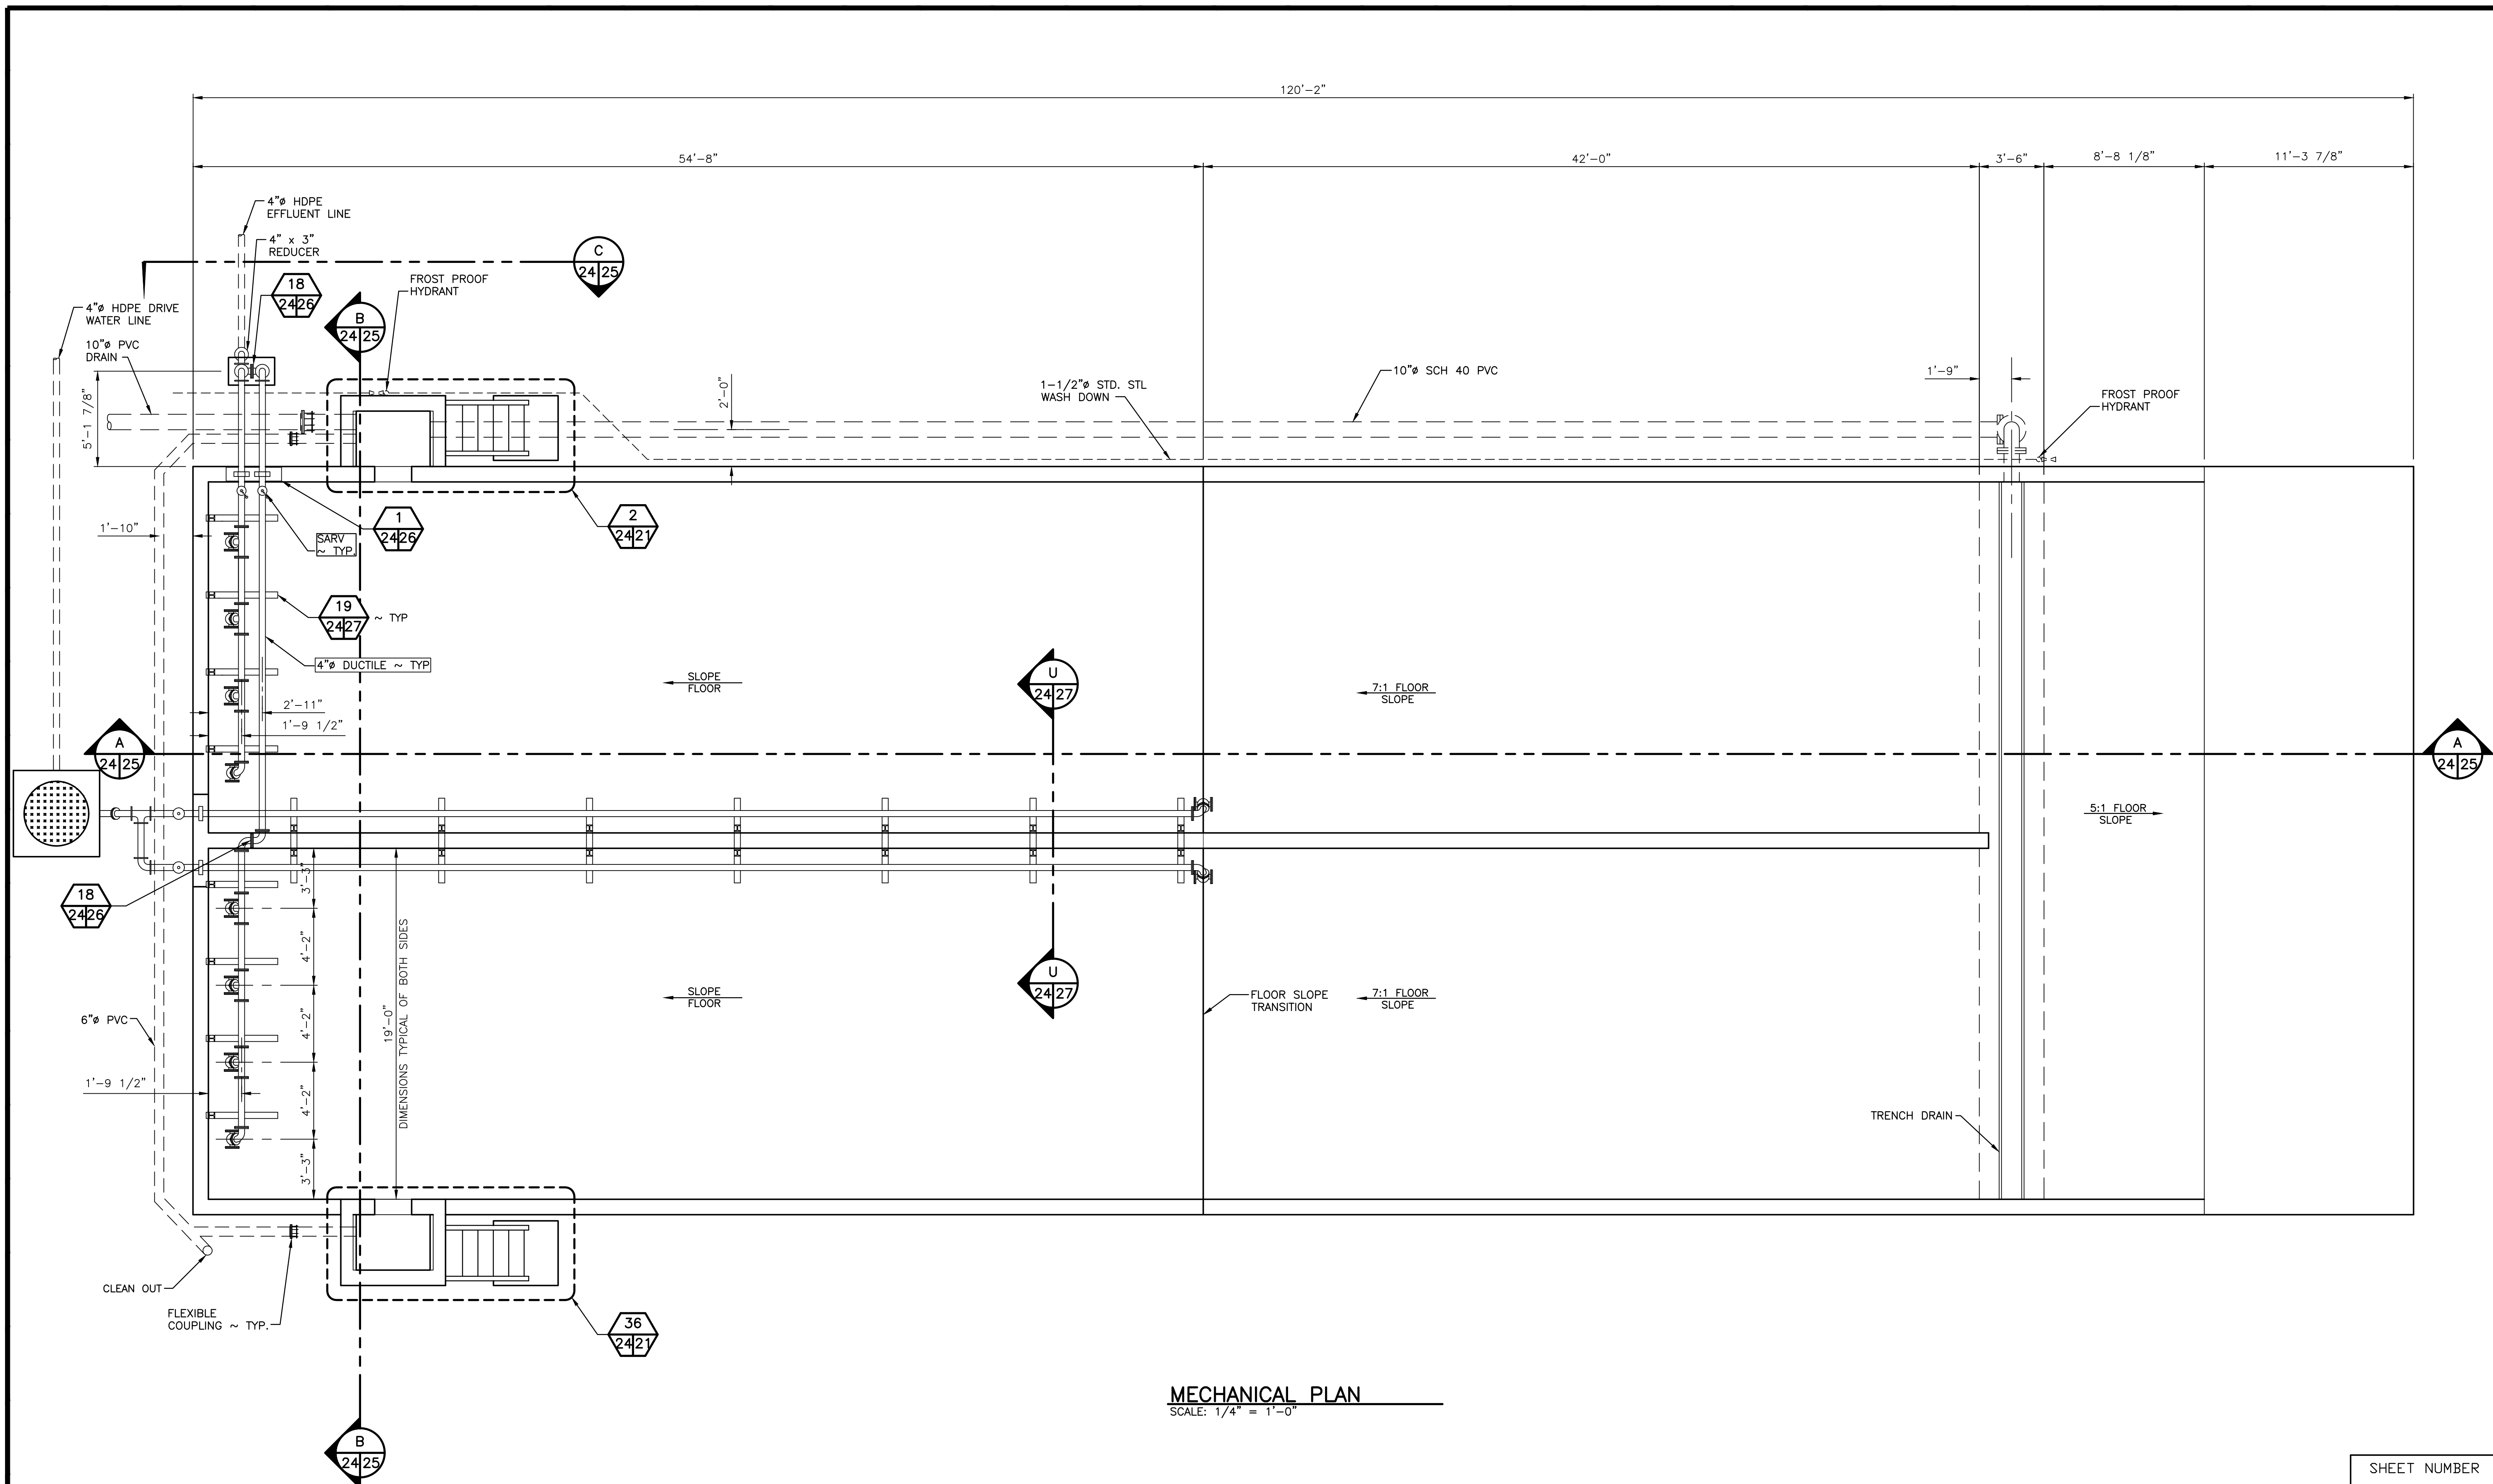 120'-2"
54'-8"
42'-0"
3'-6"
8'-8 1/8"
11'-3 7/8"
4"ø HDPE
EFFLUENT LINE
4" x 3"
REDUCER
C
24 25
18
24 26
FROST PROOF
HYDRANT
4"ø HDPE DRIVE
WATER LINE
B
24 25
10"ø PVC
DRAIN
5'-1 7/8"
2'-0"
1-1/2"ø STD. STL
WASH DOWN
10"ø SCH 40 PVC
1'-9"
FROST PROOF
HYDRANT
1'-10"
SARV
~ TYP.
1
24 26
2
24 21
19
24 27
~ TYP
4"ø DUCTILE ~ TYP
SLOPE
FLOOR
U
24 27
7:1 FLOOR
SLOPE
2'-11"
1'-9 1/2"
A
24 25
A
24 25
5:1 FLOOR
SLOPE
18
24 26
3'-3"
4'-2"
4'-2"
4'-2"
3'-3"
19'-0"
DIMENSIONS TYPICAL OF BOTH SIDES
SLOPE
FLOOR
U
24 27
FLOOR SLOPE
TRANSITION
7:1 FLOOR
SLOPE
6"ø PVC
1'-9 1/2"
TRENCH DRAIN
CLEAN OUT
FLEXIBLE
COUPLING ~ TYP.
36
24 21
B
24 25
MECHANICAL PLAN
SCALE: 1/4" = 1'-0"
SHEET NUMBER